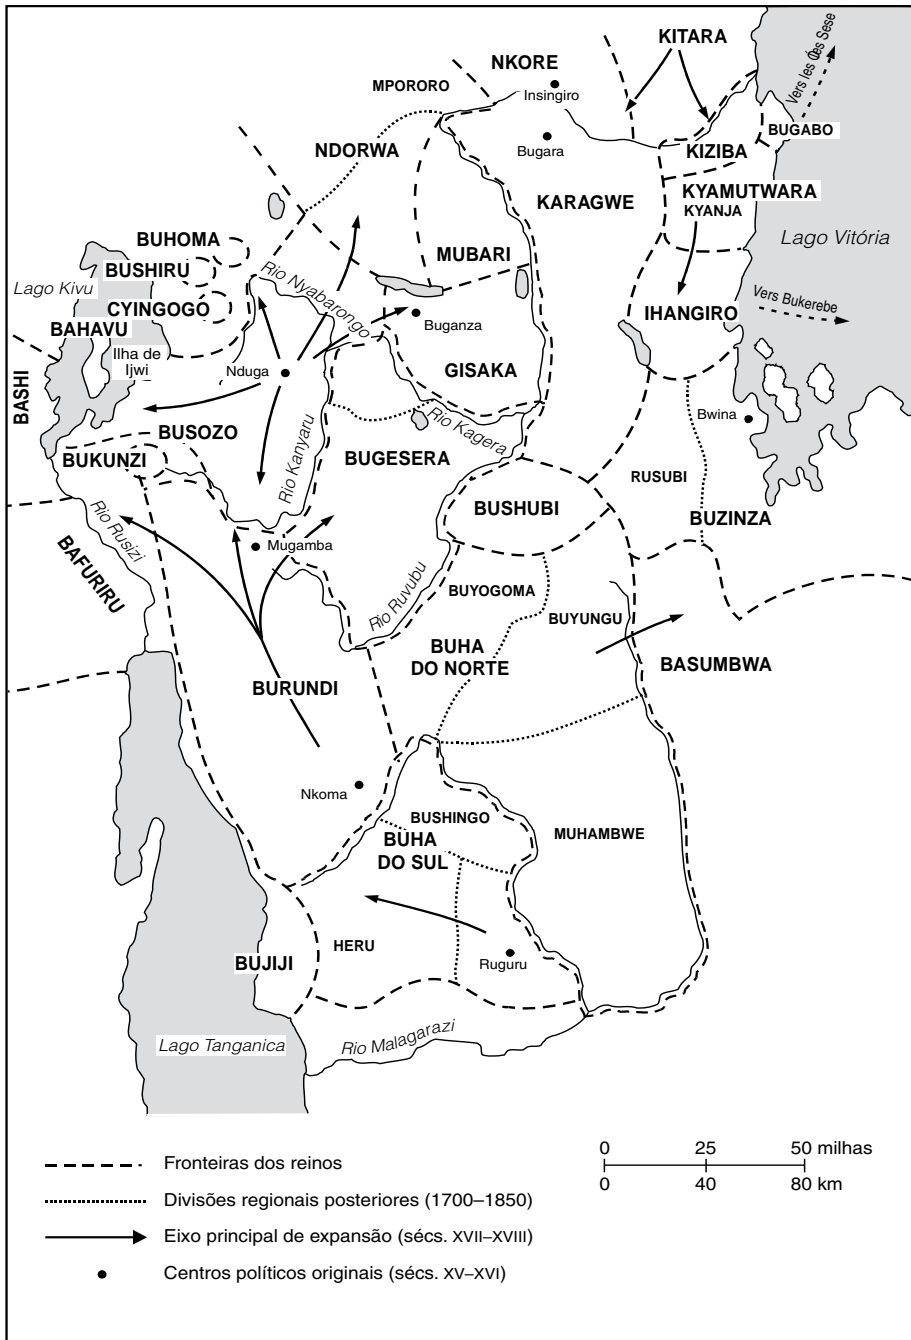 KITARA
NKORE
Vers les Îles Sese
MPORORO
Insingiro
BUGABO
Bugara
NDORWA
KIZIBA
KYAMUTWARA
KARAGWE
KYANJA
Lago Vitória
BUHOMA
MUBARI
BUSHIRU
Rio Nyabarongo
Lago Kivu
Vers Bukerebe
CYINGOGO
IHANGIRO
BAHAVU
Buganza
Ilha de
Ijwi
GISAKA
Nduga
BASHI
Rio Kagera
Bwina
BUSOZO
Rio Kanyaru
BUGESERA
BUKUNZI
RUSUBI
BUSHUBI
BUZINZA
Rio Rusizi
Mugamba
BAFURIRU
Rio Ruvubu
BUYOGOMA
BUYUNGU
BUHA
DO NORTE
BASUMBWA
BURUNDI
Nkoma
BUSHINGO
MUHAMBWE
BUHA
DO SUL
HERU
BUJIJI
Ruguru
Lago Tanganica
Rio Malagarazi
Fronteiras dos reinos
0 25 50 milhas
0 40 80 km
Divisões regionais posteriores (1700–1850)
Eixo principal de expansão (sécs. XVII–XVIII)
Centros políticos originais (sécs. XV–XVI)